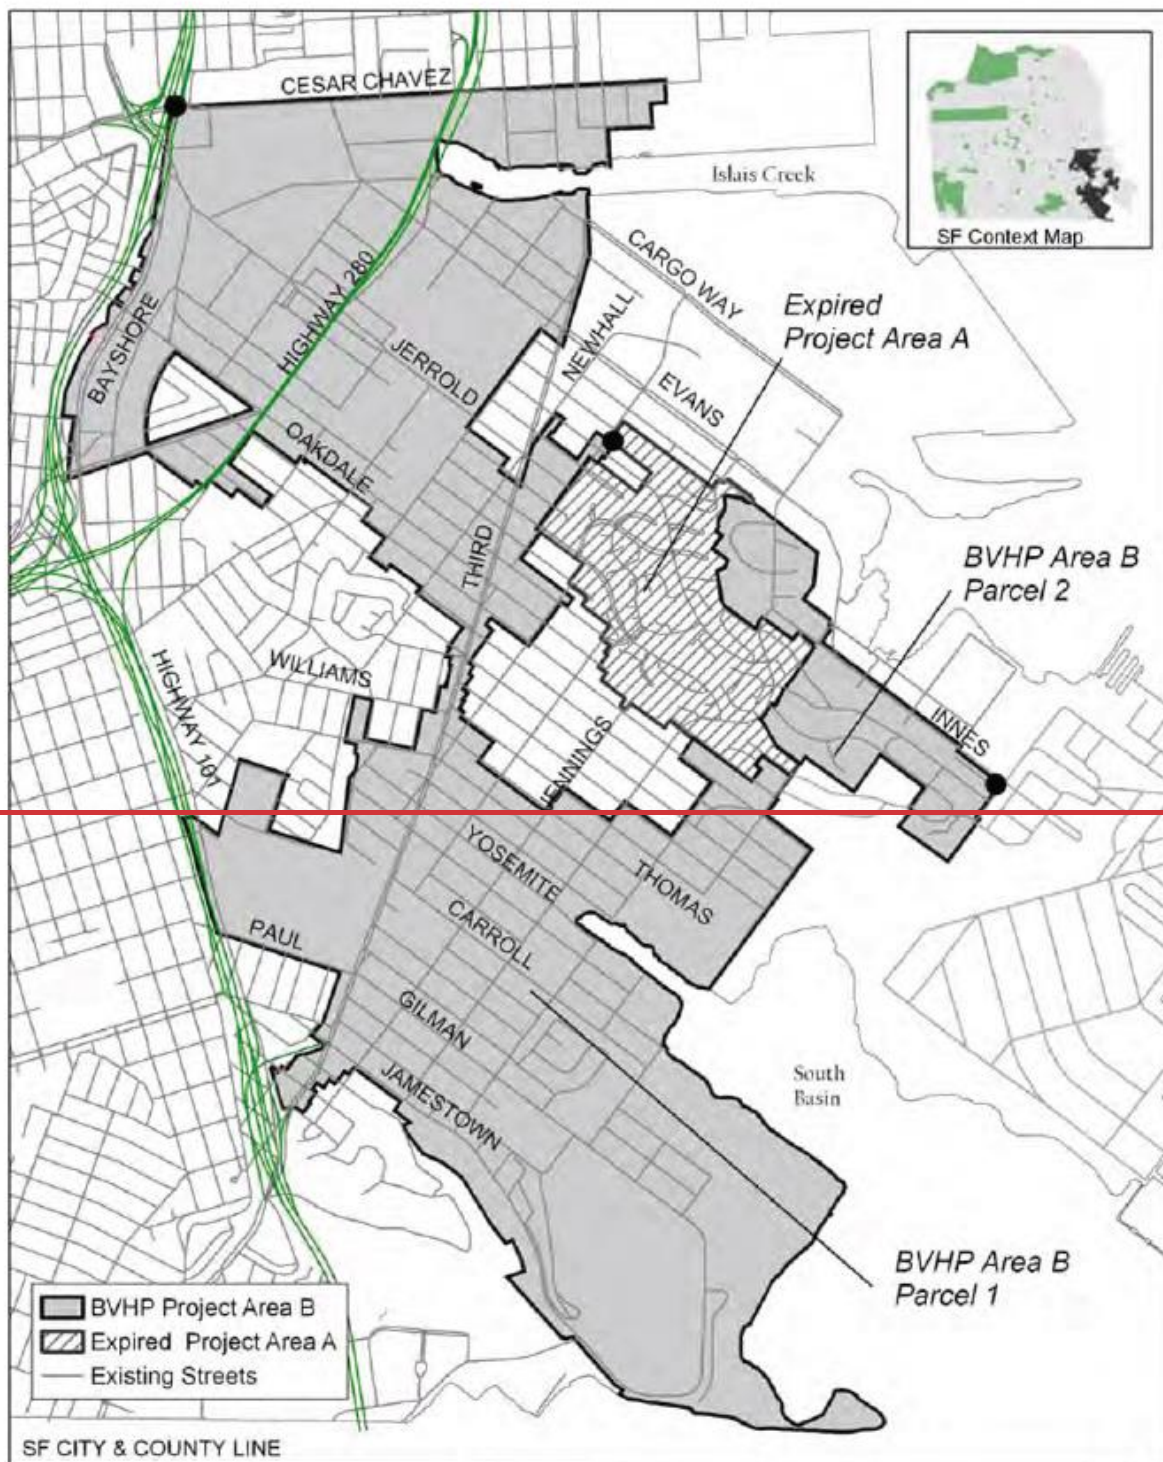 CESAR CHAVEZ
Islais Creek
SF Context Map
CARGO WAY
HIGHWAY 280
BAYSHORE
NEWHALL
Expired
Project Area A
JERROLD
EVANS
OAKDALE
THIRD
BVHP Area B
Parcel 2
WILLIAMS
HIGHWAY 101
INNES
JENNINGS
YOSEMITE
THOMAS
CARROLL
PAUL
GILMAN
JAMESTOWN
South
Basin
BVHP Area B
Parcel 1
BVHP Project Area B
Expired Project Area A
Existing Streets
SF CITY & COUNTY LINE